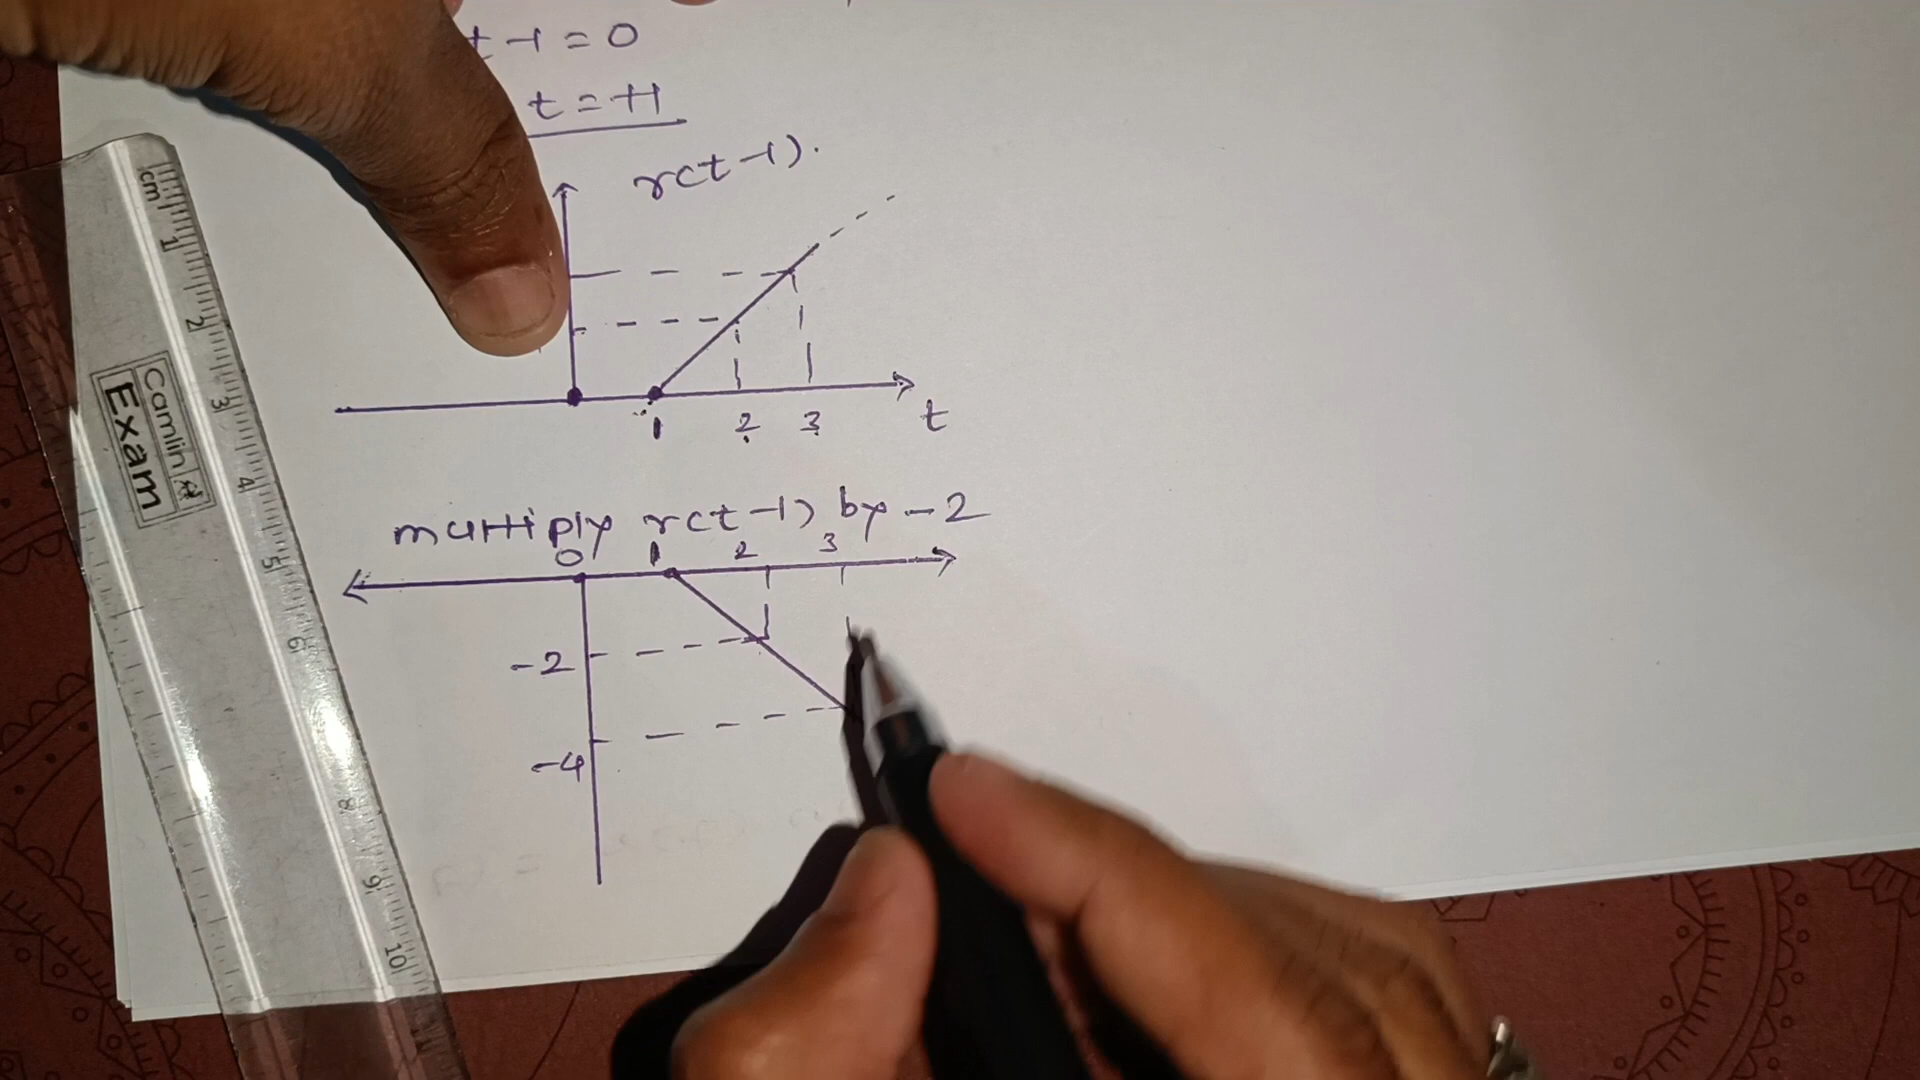 t-1=0
t=+1
r(t-1).
1 2 3 t
multiply r(t-1) by -2
0 1 2 3
-2
-4
cm 1 2 3 4 5 6 8 9 10
Camlin
Exam